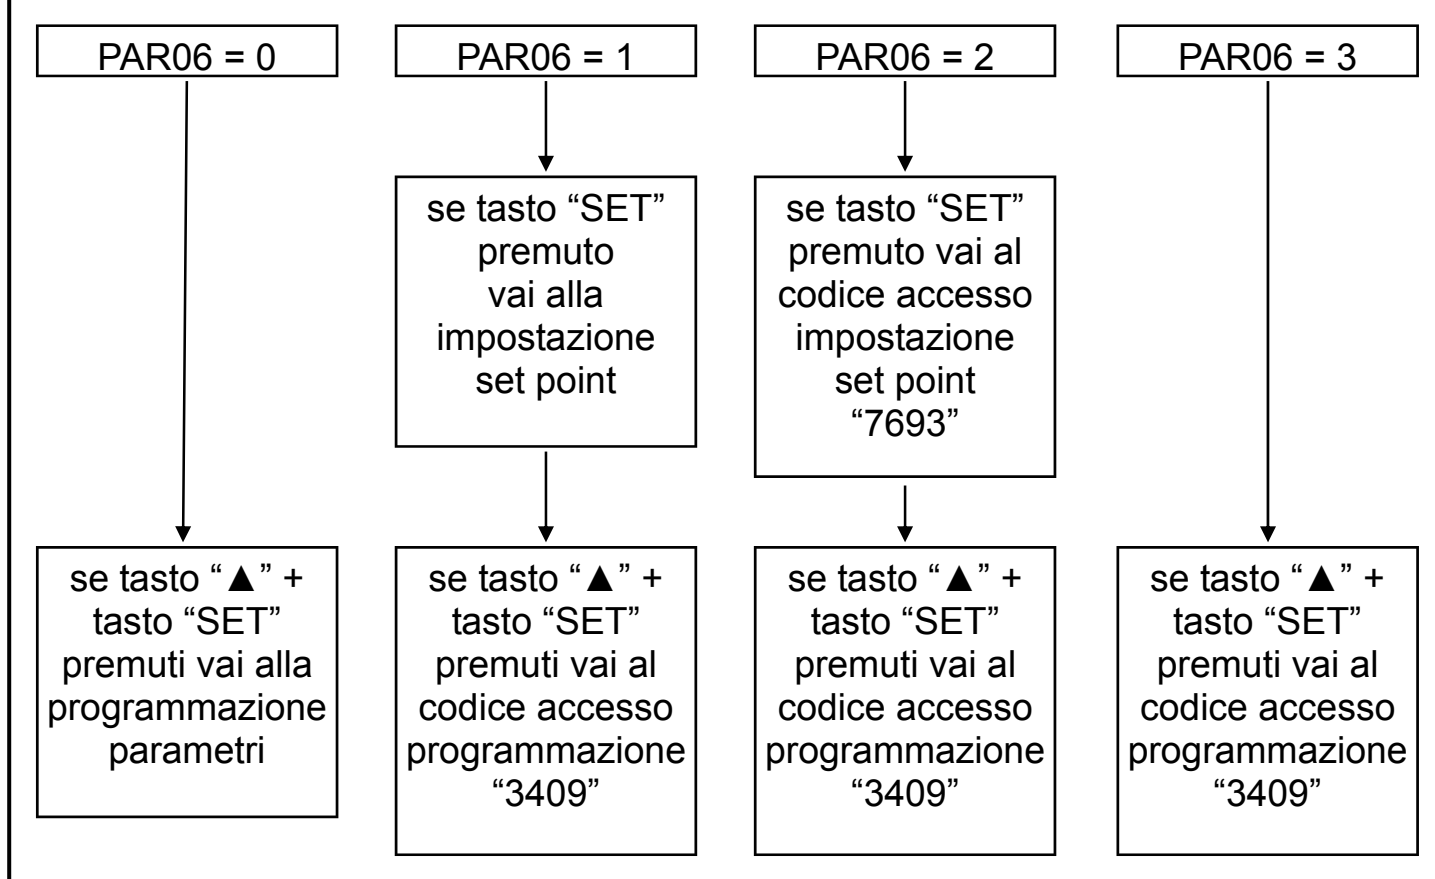 PAR06 = 0
PAR06 = 1
PAR06 = 2
PAR06 = 3
se tasto “SET”
premuto
vai alla
impostazione
set point
se tasto “SET”
premuto vai al
codice accesso
impostazione
set point
“7693”
se tasto “▲” +
tasto “SET”
premuti vai alla
programmazione
parametri
se tasto “▲” +
tasto “SET”
premuti vai al
codice accesso
programmazione
“3409”
se tasto “▲” +
tasto “SET”
premuti vai al
codice accesso
programmazione
“3409”
se tasto “▲” +
tasto “SET”
premuti vai al
codice accesso
programmazione
“3409”